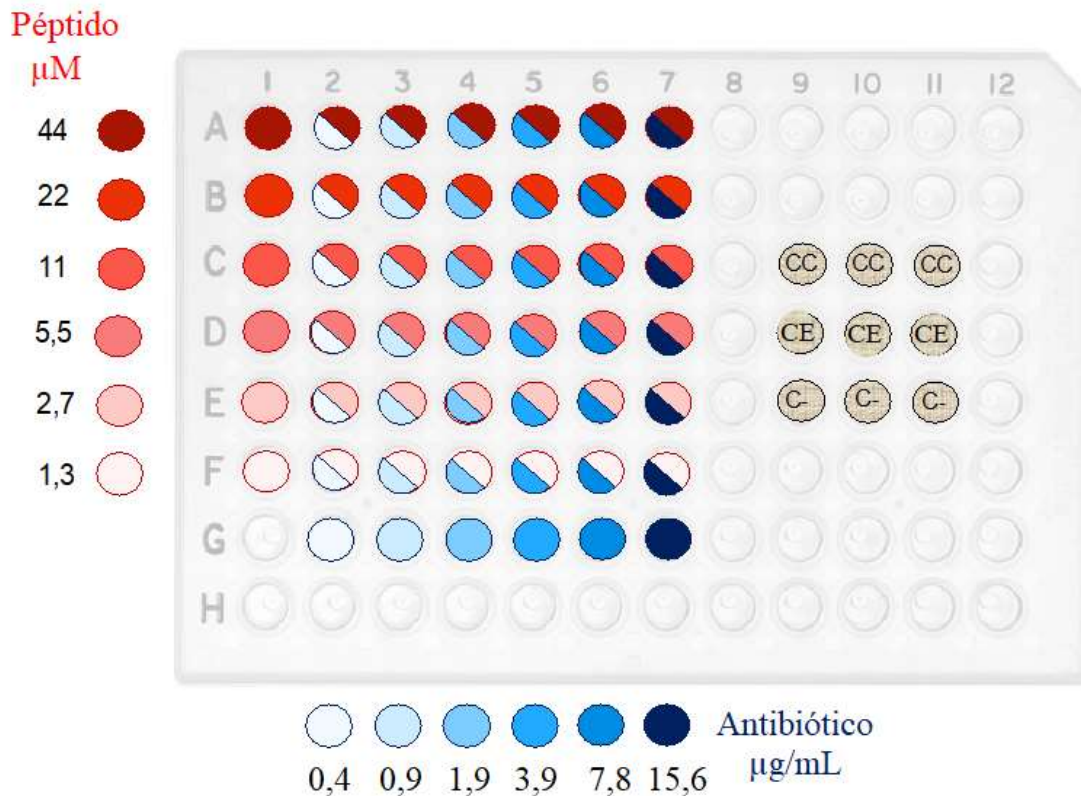 Péptido
µM
1 2 3 4 5 6 7 8 9 10 11 12
44 A
22 B
11 C CC CC CC
5,5 D CE CE CE
2,7 E C- C- C-
1,3 F
G
H
Antibiótico
µg/mL
0,4 0,9 1,9 3,9 7,8 15,6